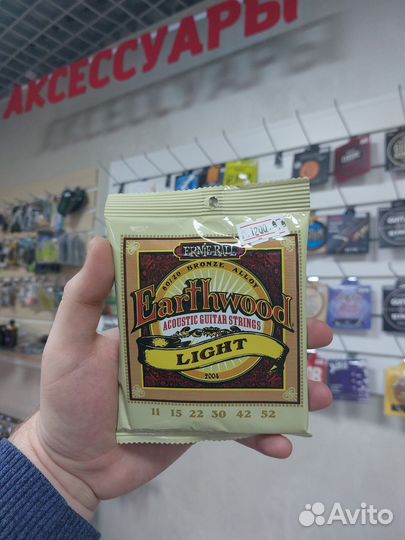 АКСЕССУАРЫ
1200
ERNIE BALL
80/20 BRONZE ALLOY
Earthwood
ACOUSTIC GUITAR STRINGS
LIGHT
2004
11 15 22 30 42 52
Avito